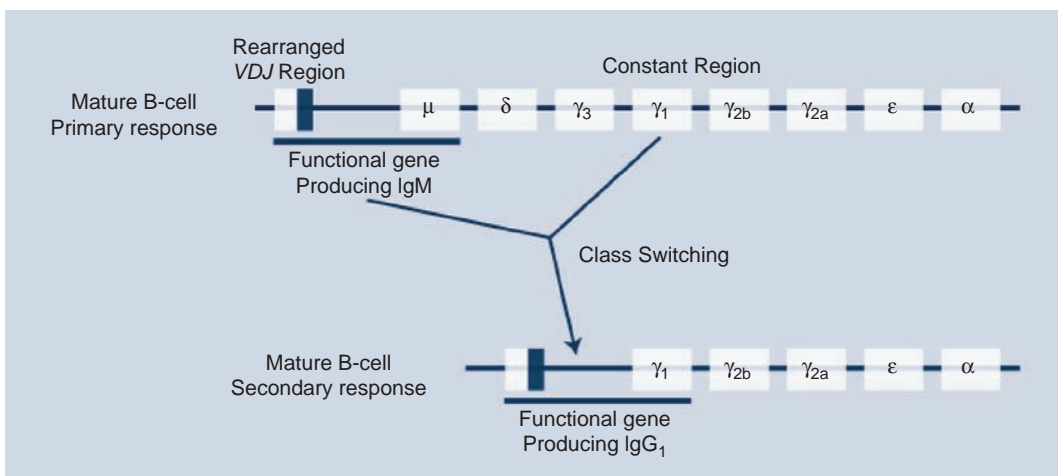 Rearranged
VDJ Region
Constant Region
Mature B-cell
Primary response
μ δ γ3 γ1 γ2b γ2a ε α
Functional gene
Producing IgM
Class Switching
Mature B-cell
Secondary response
γ1 γ2b γ2a ε α
Functional gene
Producing IgG1